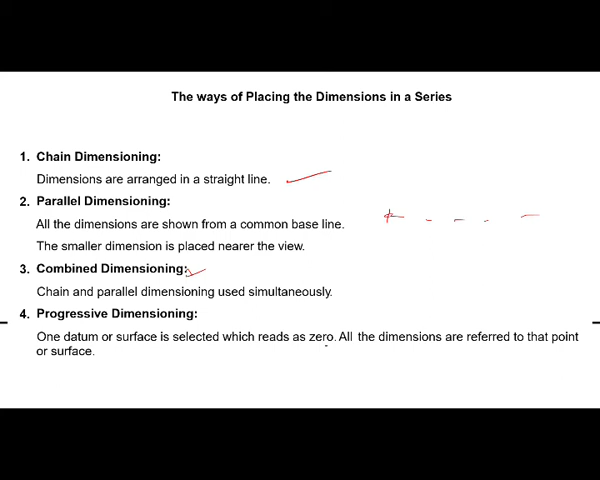 The ways of Placing the Dimensions in a Series
1. Chain Dimensioning:
Dimensions are arranged in a straight line.
2. Parallel Dimensioning:
All the dimensions are shown from a common base line.
The smaller dimension is placed nearer the view.
3. Combined Dimensioning:
Chain and parallel dimensioning used simultaneously.
4. Progressive Dimensioning:
One datum or surface is selected which reads as zero. All the dimensions are referred to that point
or surface.